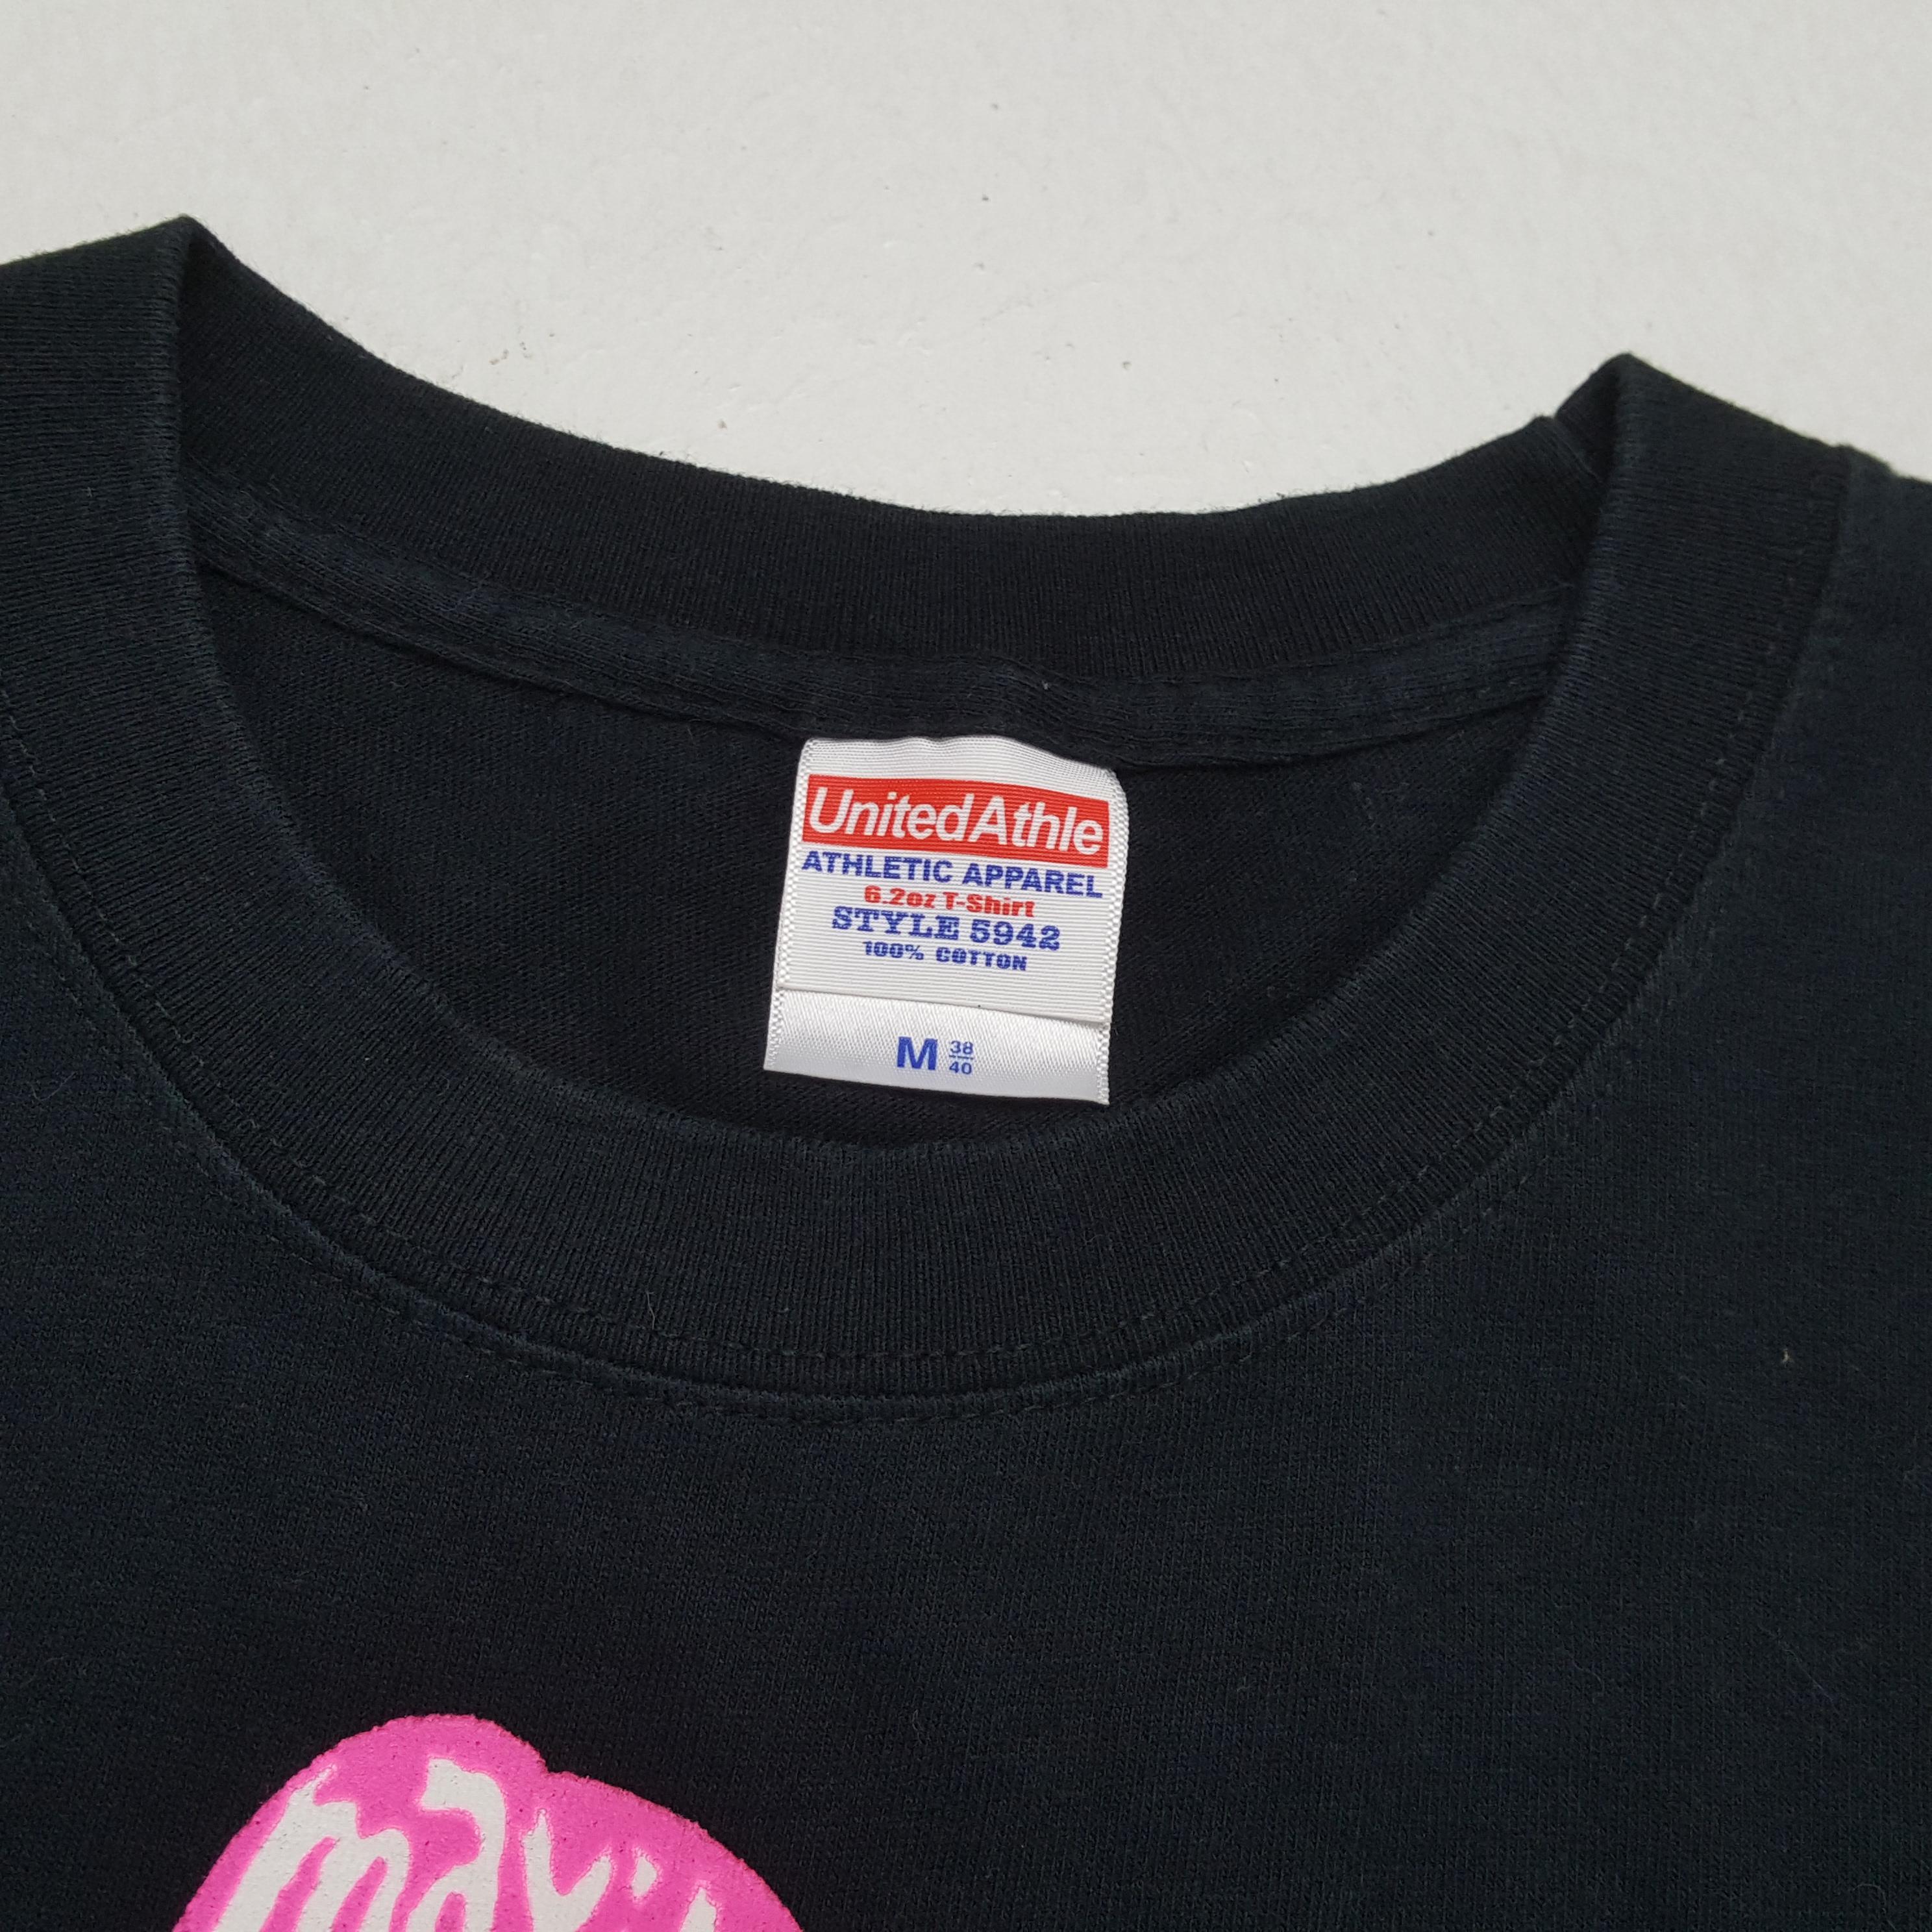 UnitedAthle
ATHLETIC APPAREL
6.2oz T-Shirt
STYLE 5942
100% COTTON
M 38/40